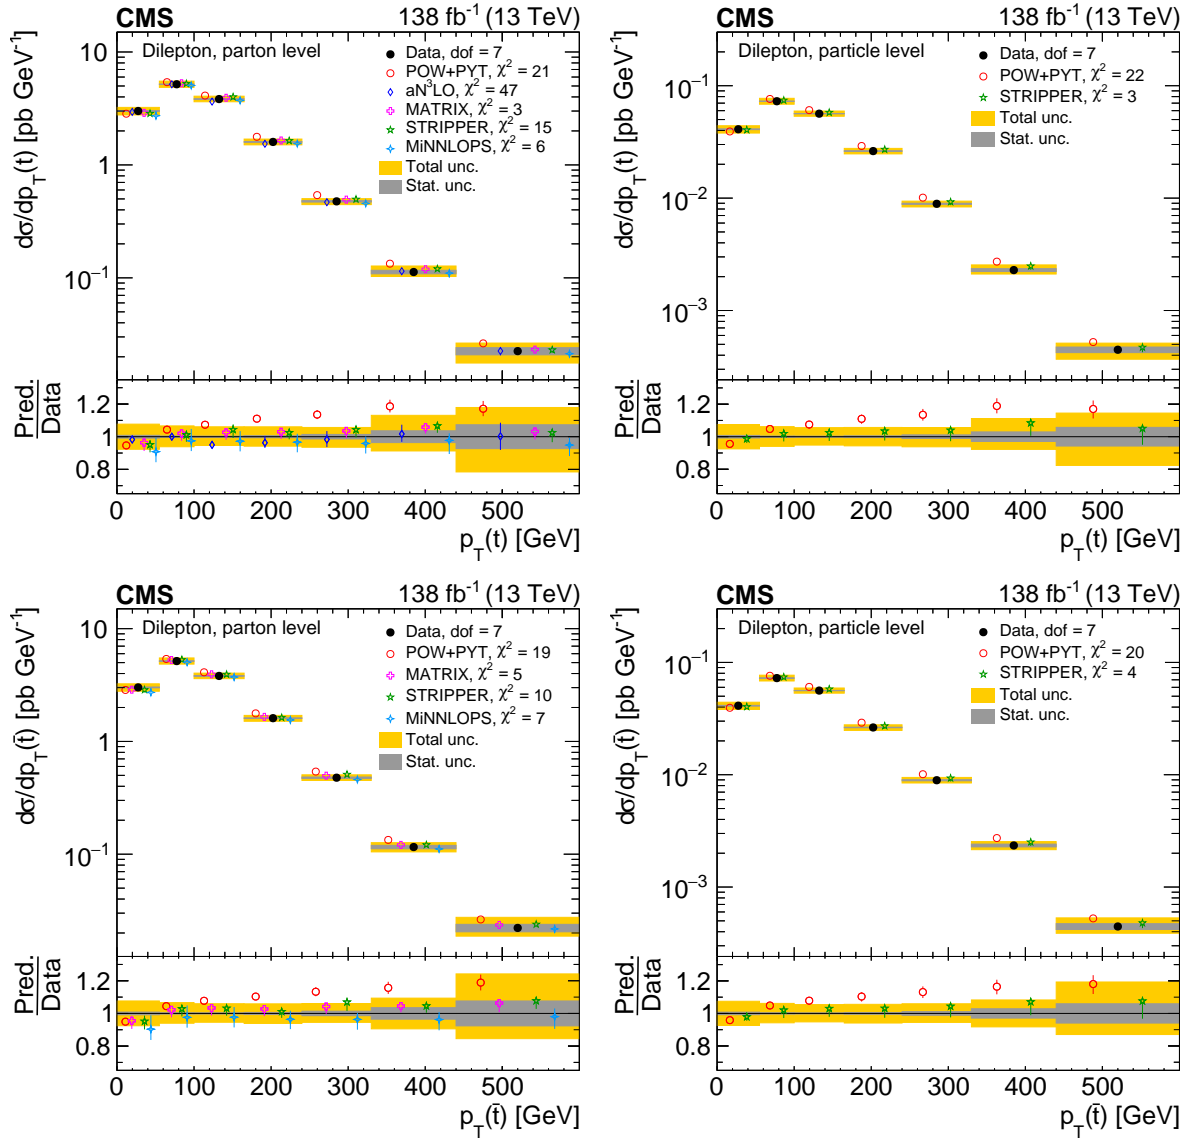 CMS 138 fb⁻¹ (13 TeV)
dσ/dp_T(t) [pb GeV⁻¹]
10
1
10⁻¹
Dilepton, parton level
Data, dof = 7
POW+PYT, χ² = 21
aN³LO, χ² = 47
MATRIX, χ² = 3
STRIPPER, χ² = 15
MiNNLOPS, χ² = 6
Total unc.
Stat. unc.
Pred.
Data
1.2
1
0.8
0 100 200 300 400 500
p_T(t) [GeV]
CMS 138 fb⁻¹ (13 TeV)
dσ/dp_T(t) [pb GeV⁻¹]
10⁻¹
10⁻²
10⁻³
Dilepton, particle level
Data, dof = 7
POW+PYT, χ² = 22
STRIPPER, χ² = 3
Total unc.
Stat. unc.
Pred.
Data
1.2
1
0.8
0 100 200 300 400 500
p_T(t) [GeV]
CMS 138 fb⁻¹ (13 TeV)
dσ/dp_T(t̄) [pb GeV⁻¹]
10
1
10⁻¹
Dilepton, parton level
Data, dof = 7
POW+PYT, χ² = 19
MATRIX, χ² = 5
STRIPPER, χ² = 10
MiNNLOPS, χ² = 7
Total unc.
Stat. unc.
Pred.
Data
1.2
1
0.8
0 100 200 300 400 500
p_T(t̄) [GeV]
CMS 138 fb⁻¹ (13 TeV)
dσ/dp_T(t̄) [pb GeV⁻¹]
10⁻¹
10⁻²
10⁻³
Dilepton, particle level
Data, dof = 7
POW+PYT, χ² = 20
STRIPPER, χ² = 4
Total unc.
Stat. unc.
Pred.
Data
1.2
1
0.8
0 100 200 300 400 500
p_T(t̄) [GeV]